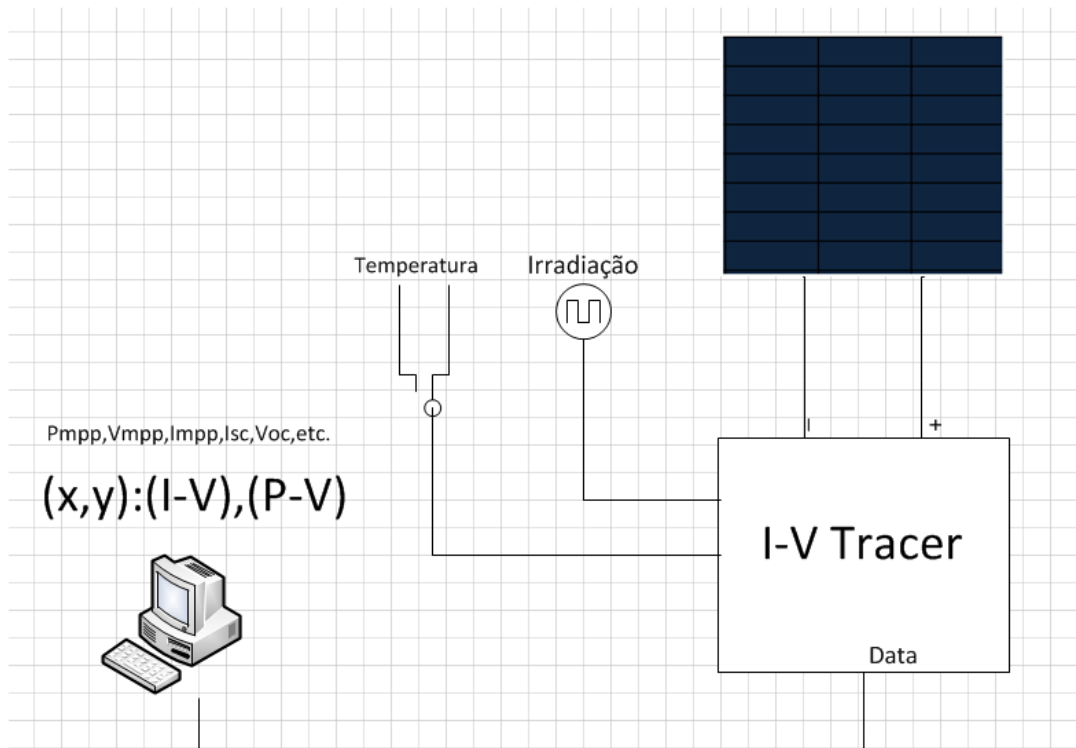 Temperatura
Irradiação
Pmpp,Vmpp,Impp,Isc,Voc,etc.
(x,y):(I-V),(P-V)
- +
I-V Tracer
Data